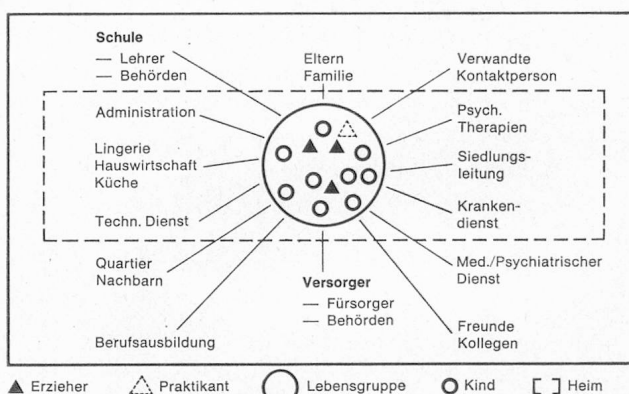 Schule
— Lehrer
— Behörden
Eltern
Familie
Verwandte
Kontaktperson
Administration
Psych.
Therapien
Lingerie
Hauswirtschaft
Küche
Siedlungs-
leitung
Techn. Dienst
Kranken-
dienst
Quartier
Nachbarn
Versorger
— Fürsorger
— Behörden
Med./Psychiatrischer
Dienst
Berufsausbildung
Freunde
Kollegen
Erzieher Praktikant Lebensgruppe Kind Heim